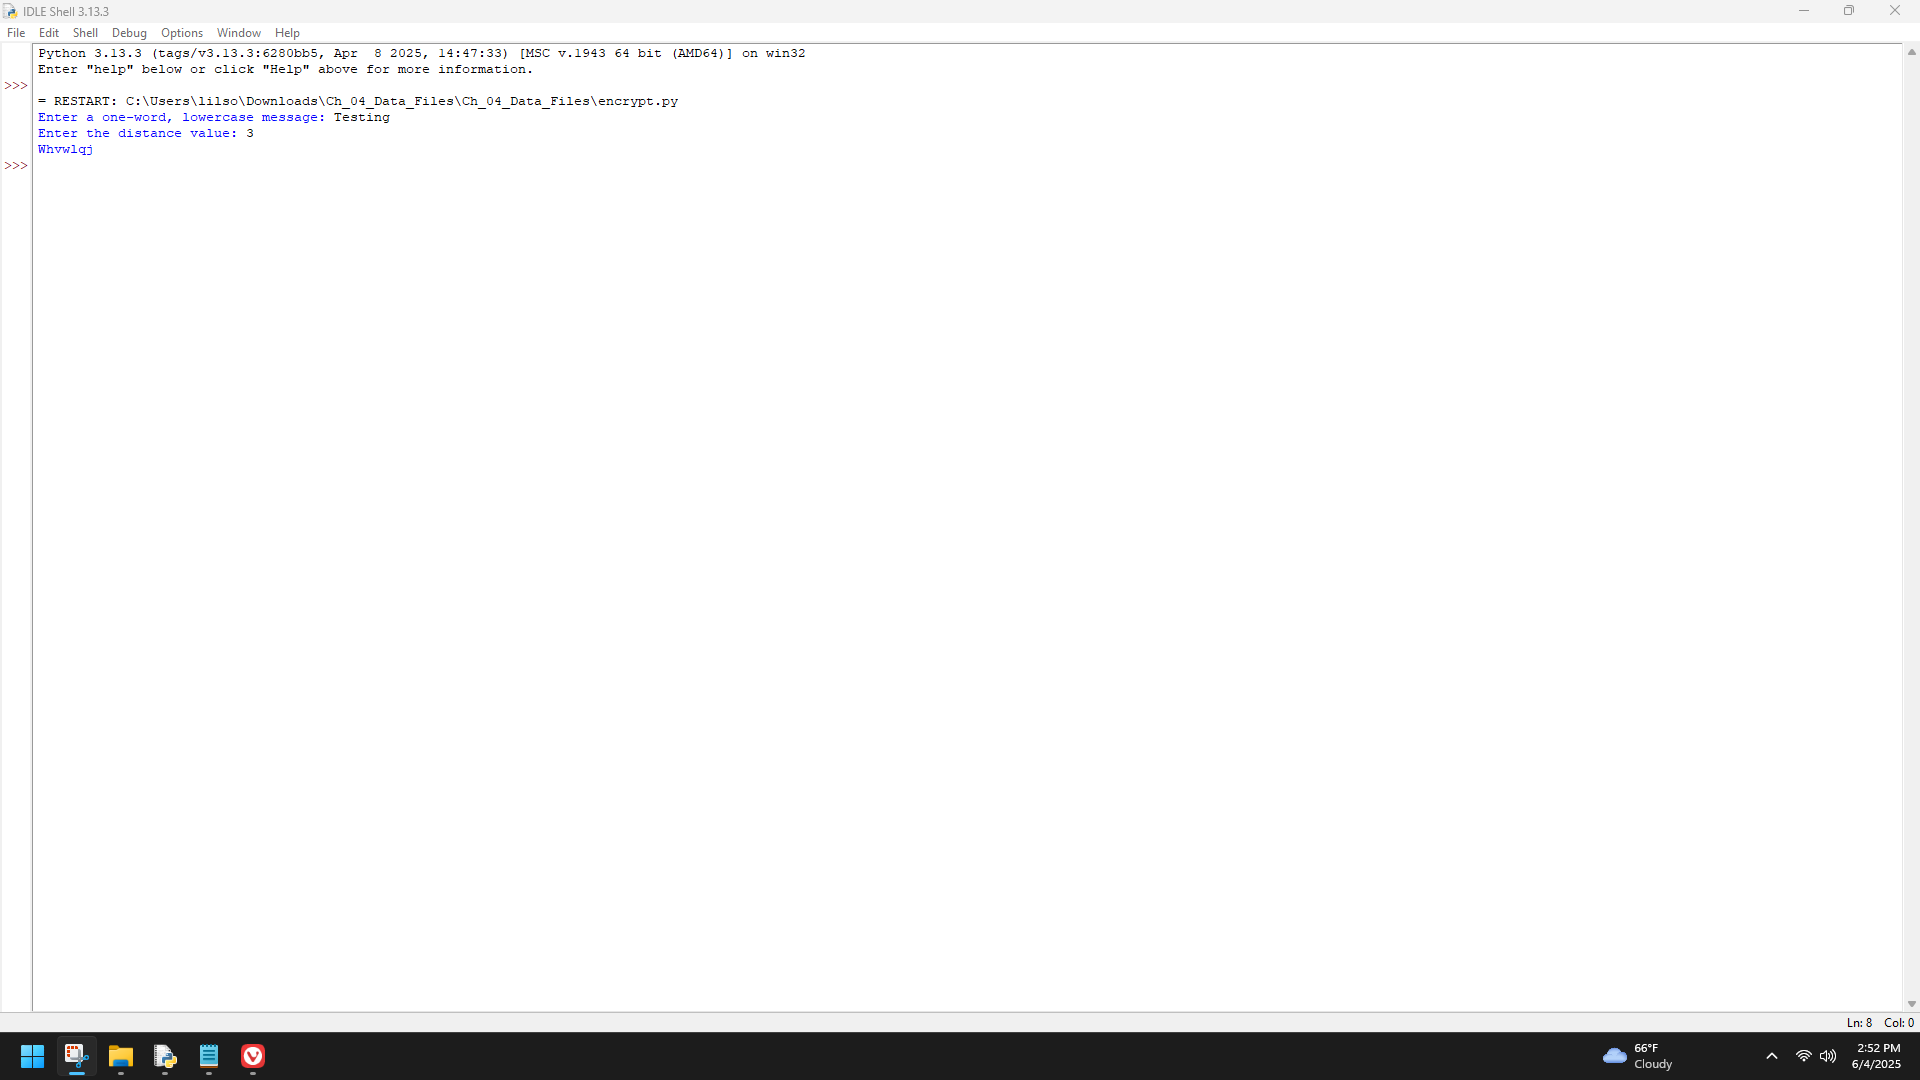 IDLE Shell 3.13.3
File Edit Shell Debug Options Window Help
Python 3.13.3 (tags/v3.13.3:6280bb5, Apr  8 2025, 14:47:33) [MSC v.1943 64 bit (AMD64)] on win32
Enter "help" below or click "Help" above for more information.
>>>
= RESTART: C:\Users\lilso\Downloads\Ch_04_Data_Files\Ch_04_Data_Files\encrypt.py
Enter a one-word, lowercase message: Testing
Enter the distance value: 3
Whvwlqj
>>>
Ln: 8 Col: 0
66°F
Cloudy
2:52 PM
6/4/2025